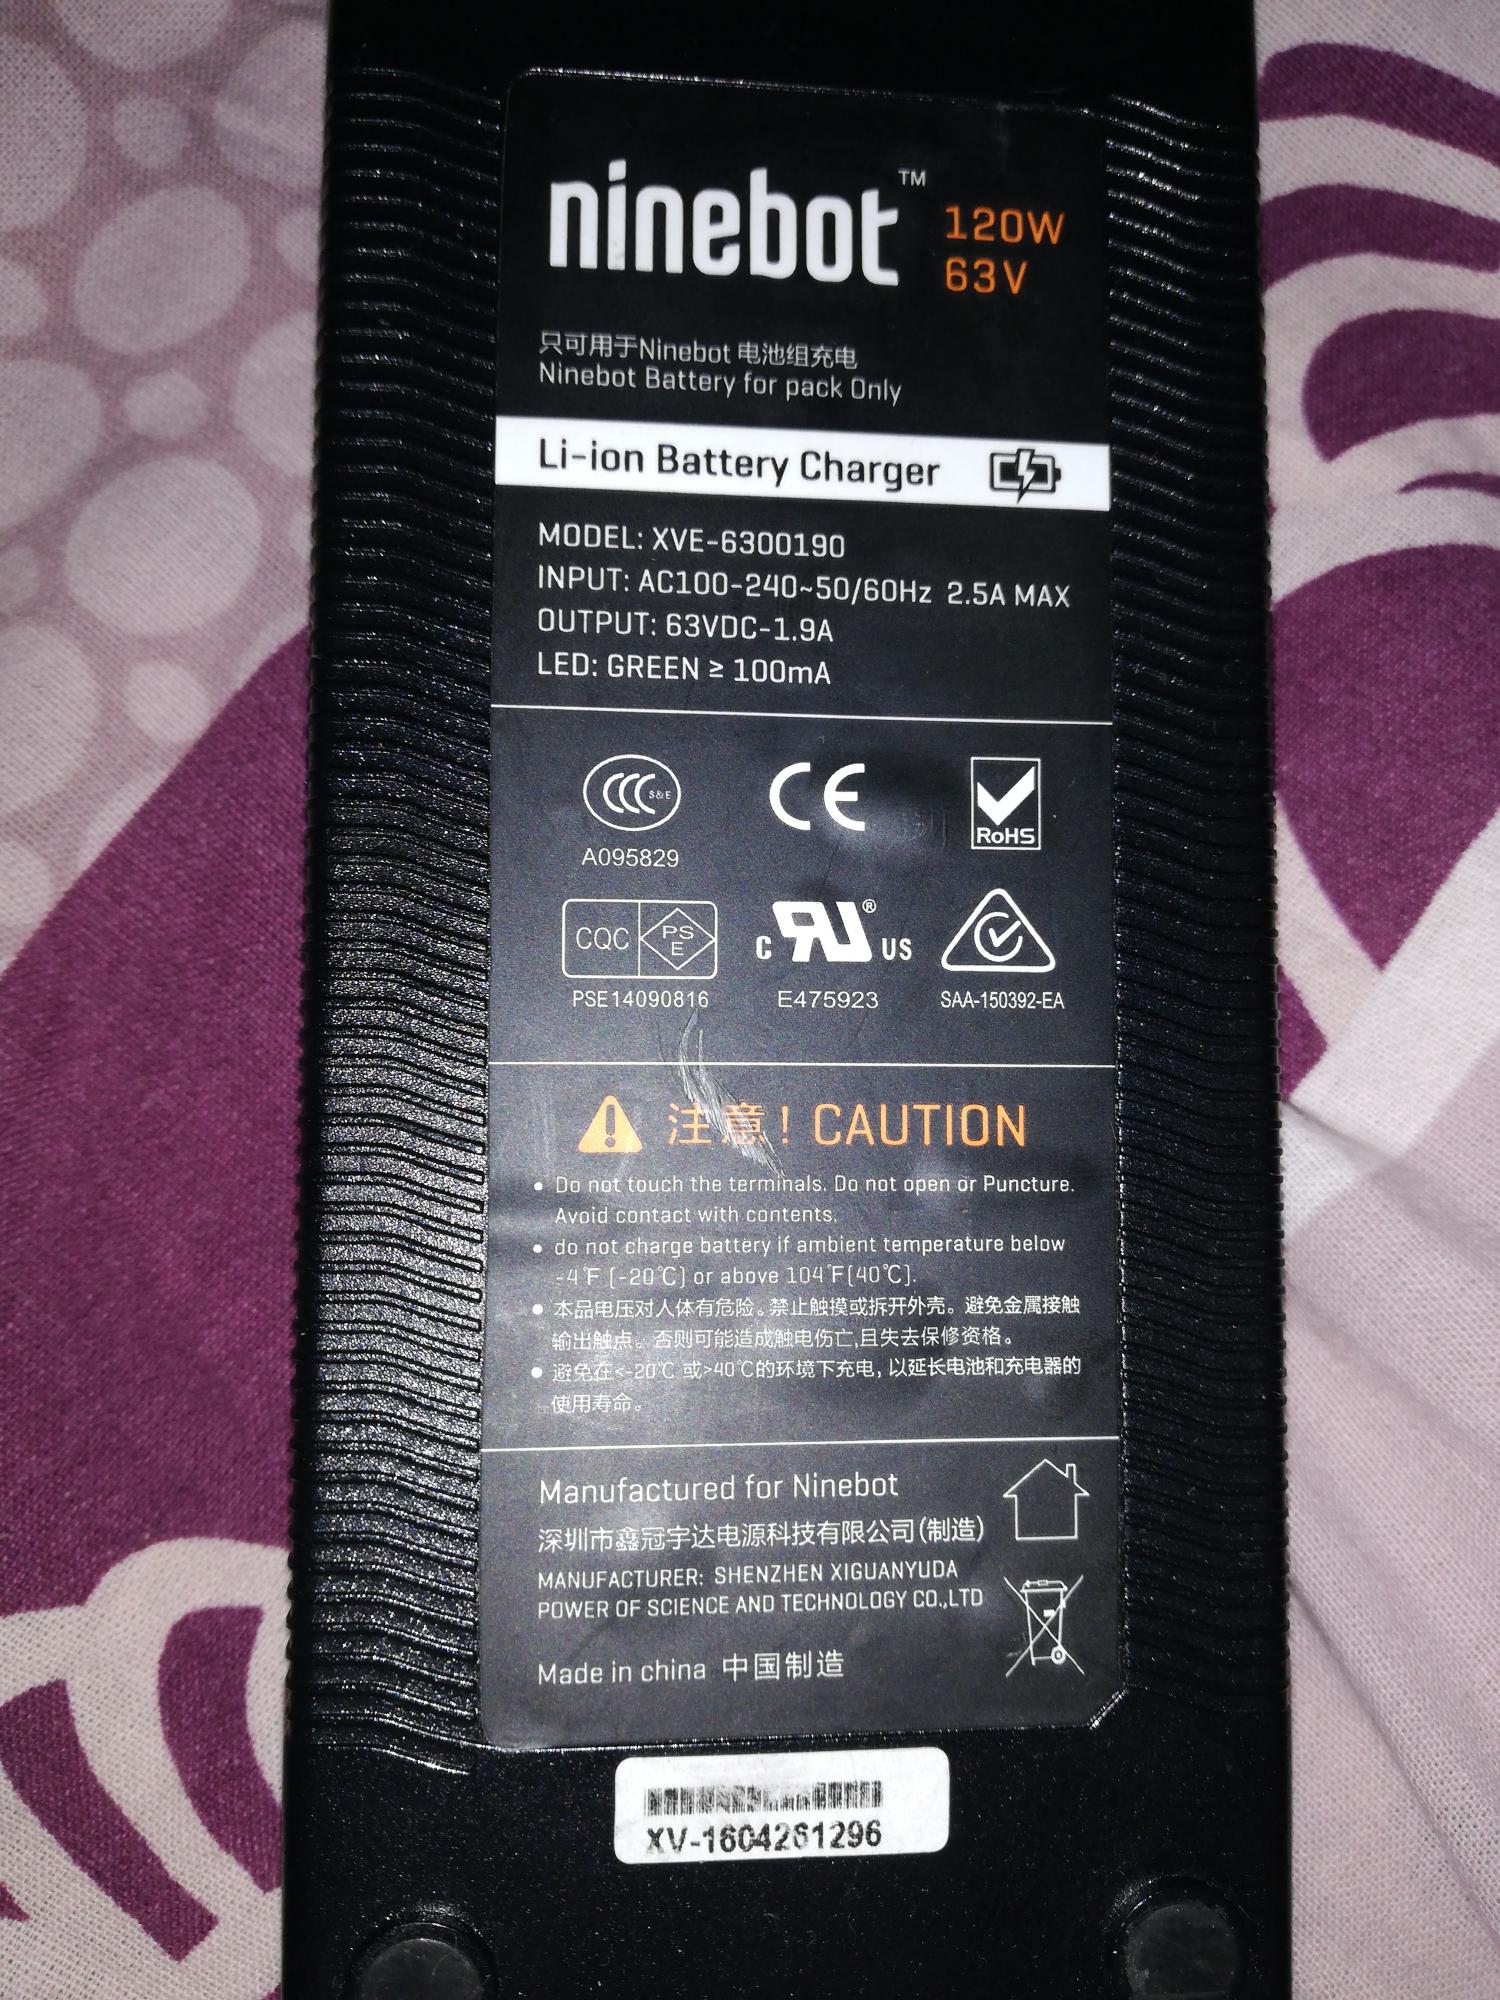 ninebot™ 120W
63V
只可用于Ninebot 电池组充电
Ninebot Battery for pack Only
Li-ion Battery Charger
MODEL: XVE-6300190
INPUT: AC100-240~50/60Hz 2.5A MAX
OUTPUT: 63VDC-1.9A
LED: GREEN ≥ 100mA
CCC S&E
CE
RoHS
A095829
CQC PSE
C RU® US
PSE14090816
E475923
SAA-150392-EA
注意! CAUTION
• Do not touch the terminals. Do not open or Puncture.
Avoid contact with contents.
• do not charge battery if ambient temperature below
-4℉ (-20℃) or above 104℉(40℃).
• 本品电压对人体有危险。禁止触摸或拆开外壳。避免金属接触
输出触点。否则可能造成触电伤亡,且失去保修资格。
• 避免在<-20℃ 或>40℃的环境下充电, 以延长电池和充电器的
使用寿命。
Manufactured for Ninebot
深圳市鑫冠宇达电源科技有限公司(制造)
MANUFACTURER: SHENZHEN XIGUANYUDA
POWER OF SCIENCE AND TECHNOLOGY CO.,LTD
Made in china 中国制造
XV-1604261296